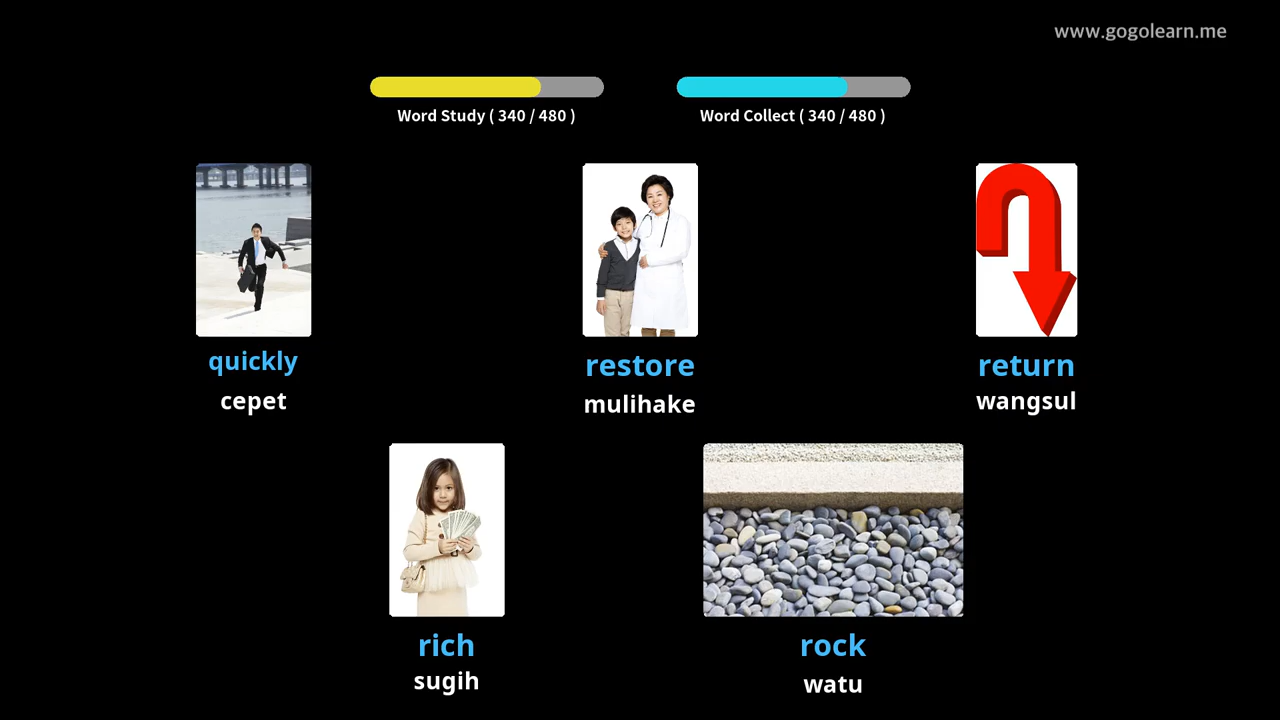 www.gogolearn.me
Word Study ( 340 / 480 )
Word Collect ( 340 / 480 )
quickly
cepet
restore
mulihake
return
wangsul
rich
sugih
rock
watu